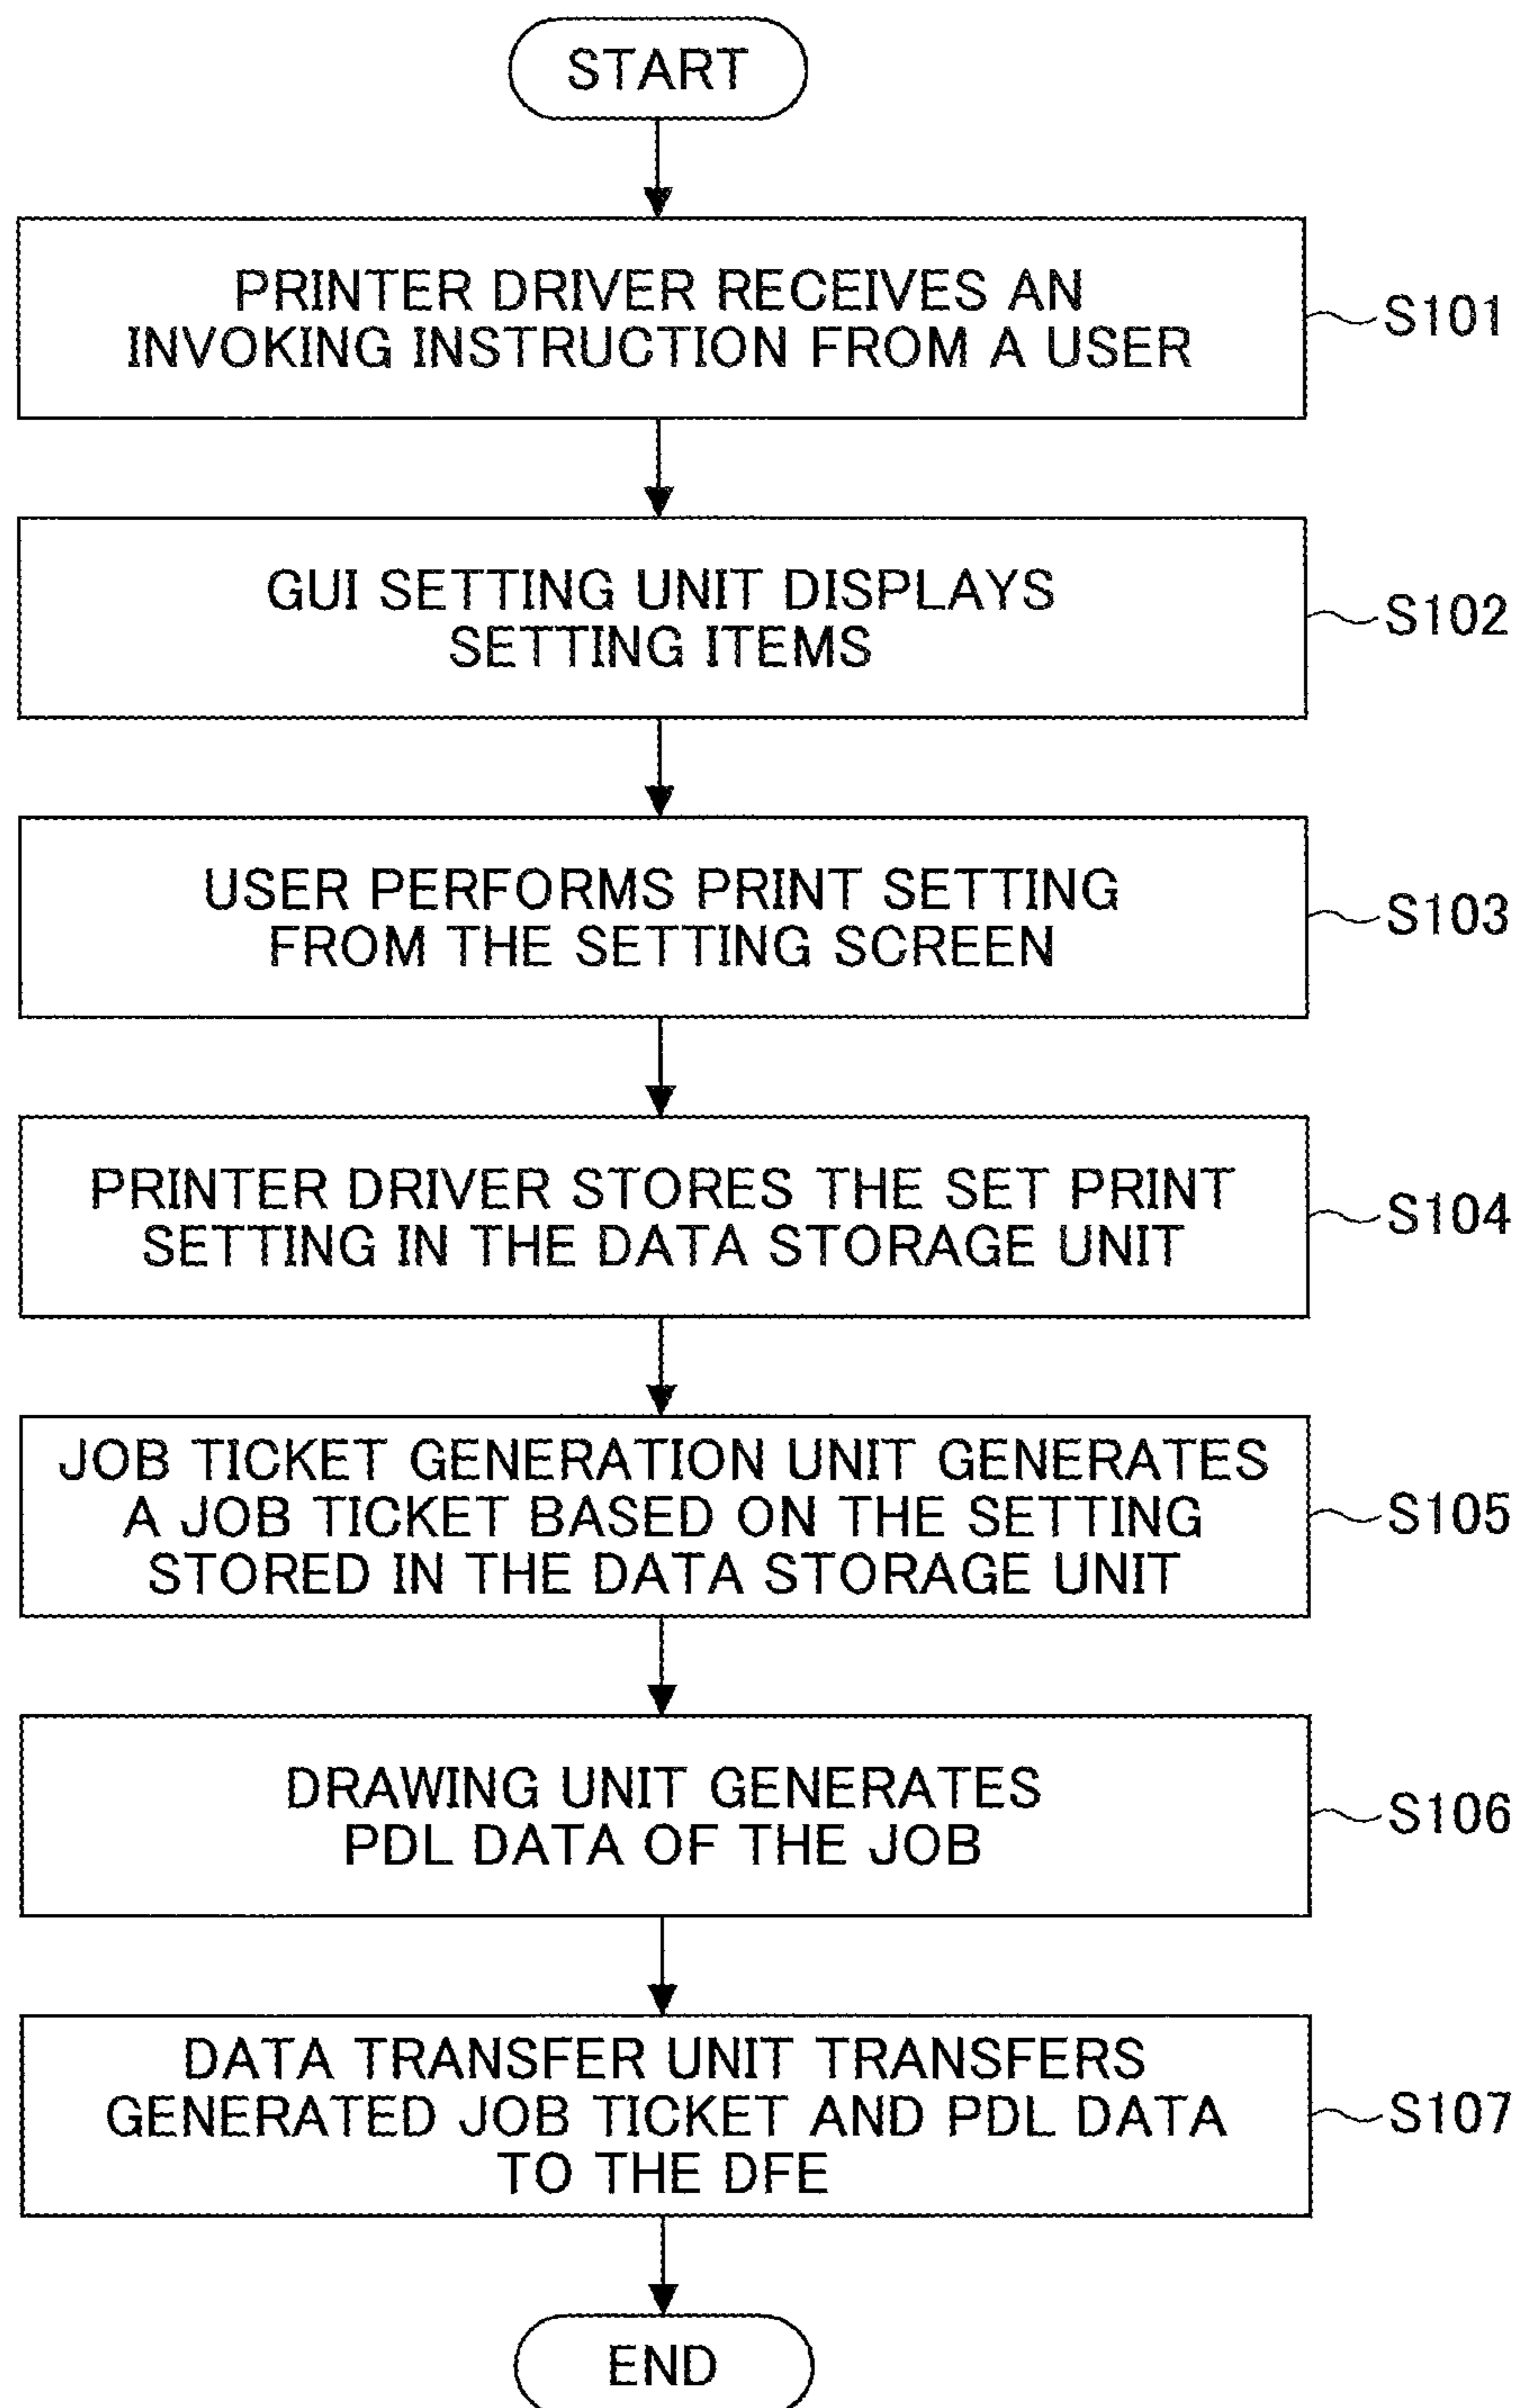 START
PRINTER DRIVER RECEIVES AN
INVOKING INSTRUCTION FROM A USER
S101
GUI SETTING UNIT DISPLAYS
SETTING ITEMS
S102
USER PERFORMS PRINT SETTING
FROM THE SETTING SCREEN
S103
PRINTER DRIVER STORES THE SET PRINT
SETTING IN THE DATA STORAGE UNIT
S104
JOB TICKET GENERATION UNIT GENERATES
A JOB TICKET BASED ON THE SETTING
STORED IN THE DATA STORAGE UNIT
S105
DRAWING UNIT GENERATES
PDL DATA OF THE JOB
S106
DATA TRANSFER UNIT TRANSFERS
GENERATED JOB TICKET AND PDL DATA
TO THE DFE
S107
END